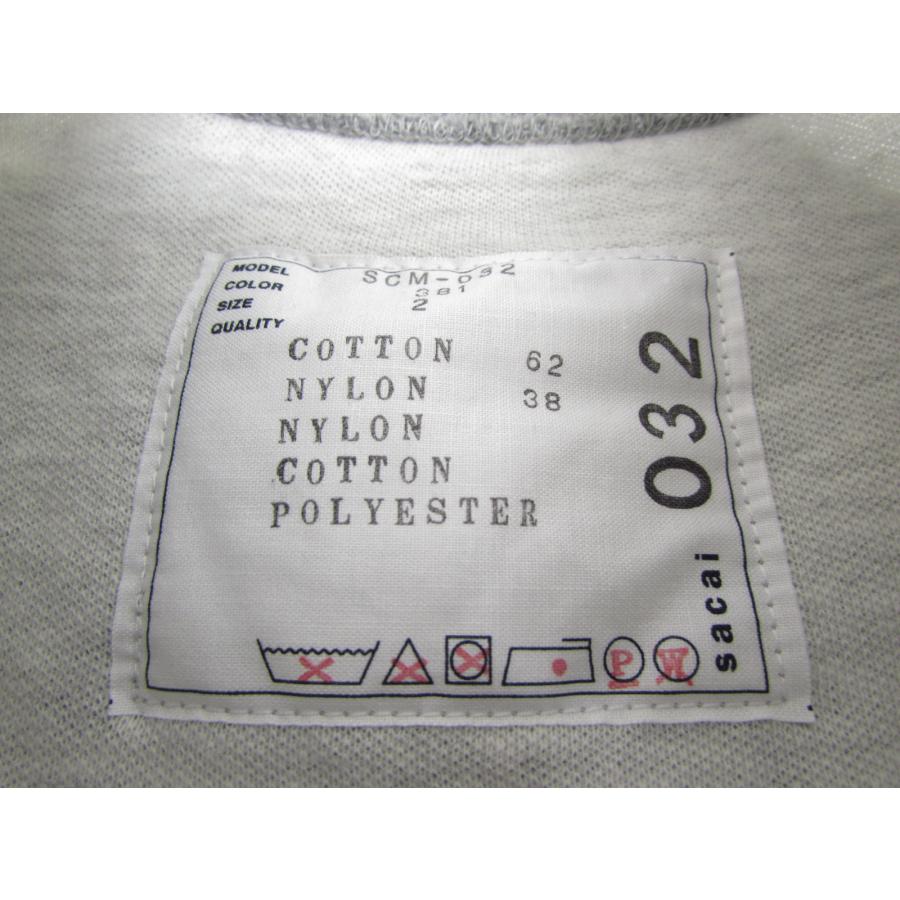 MODEL SCM-032
COLOR 381
SIZE 2
QUALITY
COTTON 62
NYLON 38
NYLON
COTTON
POLYESTER
032
sacai
P W